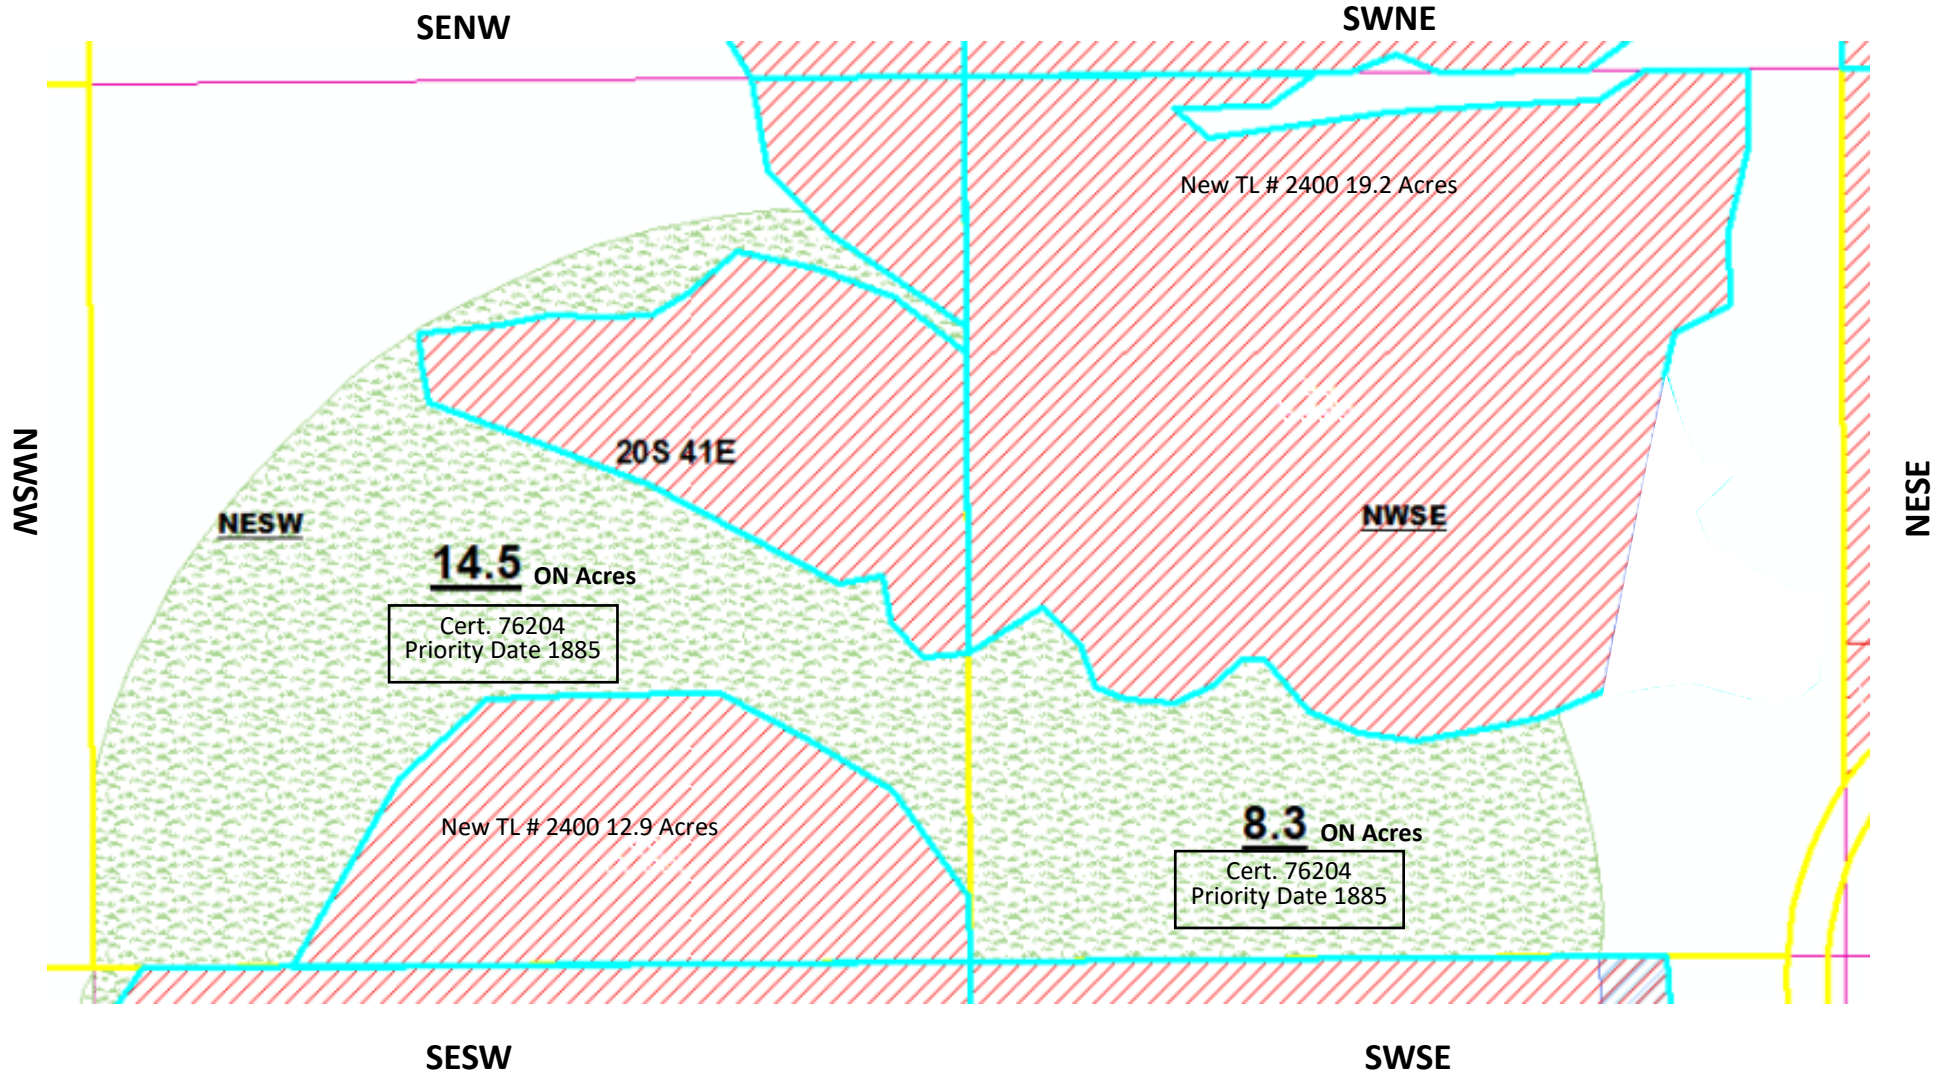 SENW
SWNE
New TL # 2400 19.2 Acres
20S 41E
NWSW
NESW
NWSE
NESE
14.5 ON Acres
Cert. 76204
Priority Date 1885
New TL # 2400 12.9 Acres
8.3 ON Acres
Cert. 76204
Priority Date 1885
SESW
SWSE